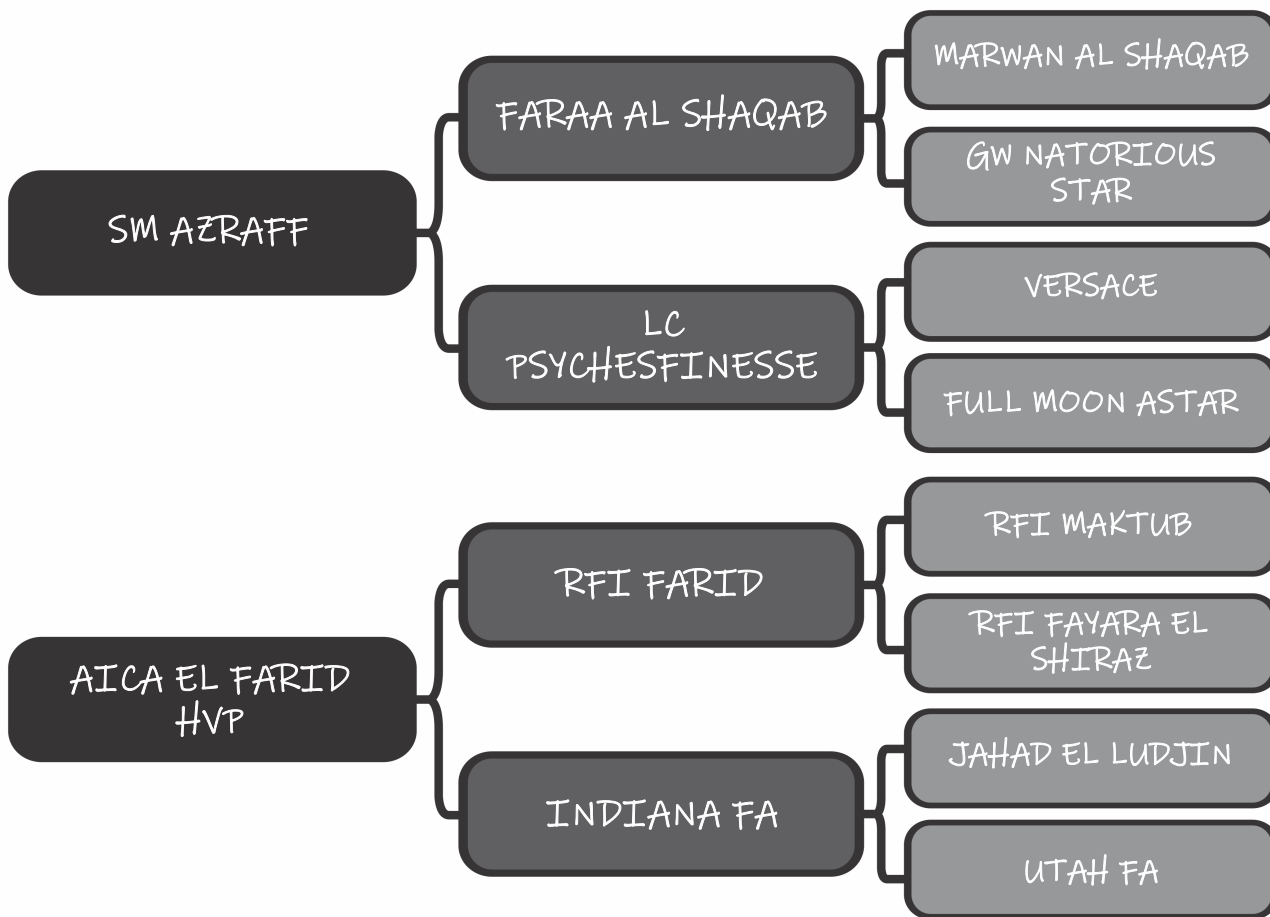 SM AZRAFF
FARAA AL SHAQAB
MARWAN AL SHAQAB
GW NATORIOUS
STAR
LC
PSYCHESFINESSE
VERSACE
FULL MOON ASTAR
AICA EL FARID
HVP
RFI FARID
RFI MAKTUB
RFI FAYARA EL
SHIRAZ
INDIANA FA
JAHAD EL LUDJIN
UTAH FA